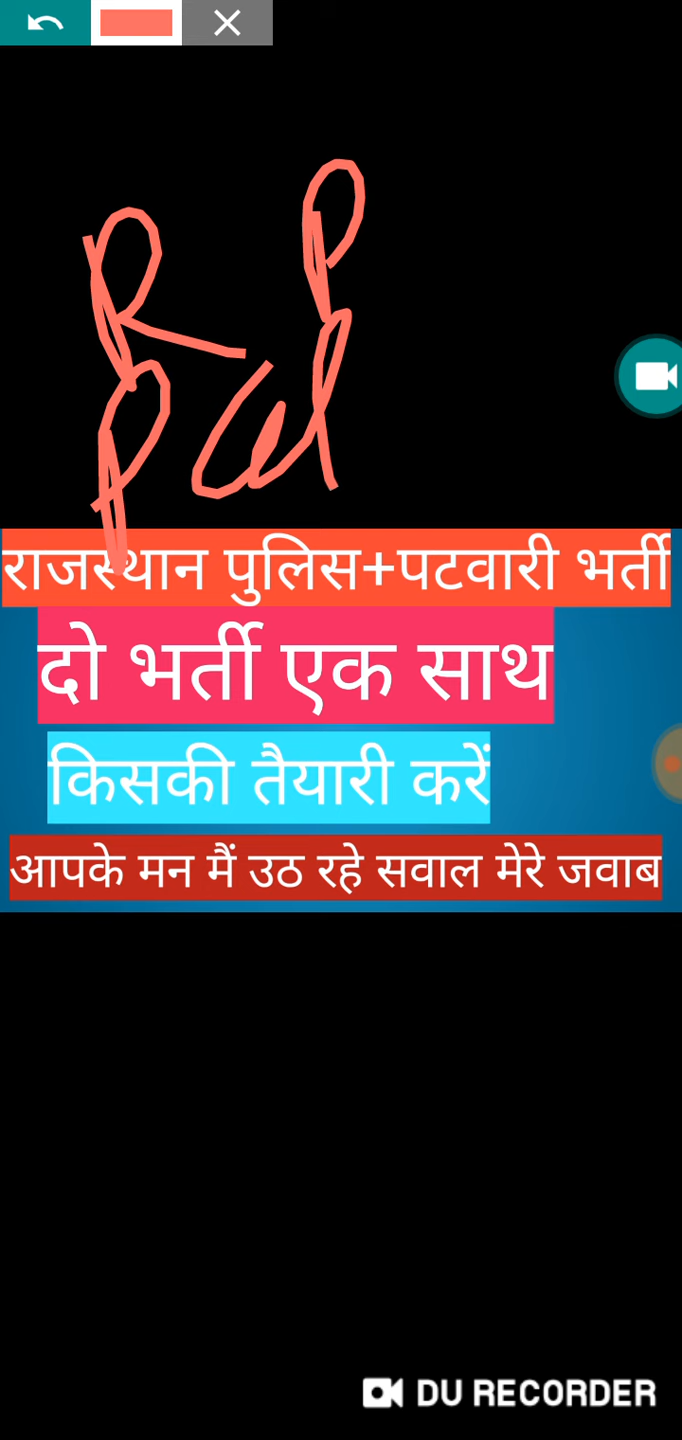 R P
राजस्थान पुलिस+पटवारी भर्ती
दो भर्ती एक साथ
किसकी तैयारी करें
आपके मन मैं उठ रहे सवाल मेरे जवाब
DU RECORDER